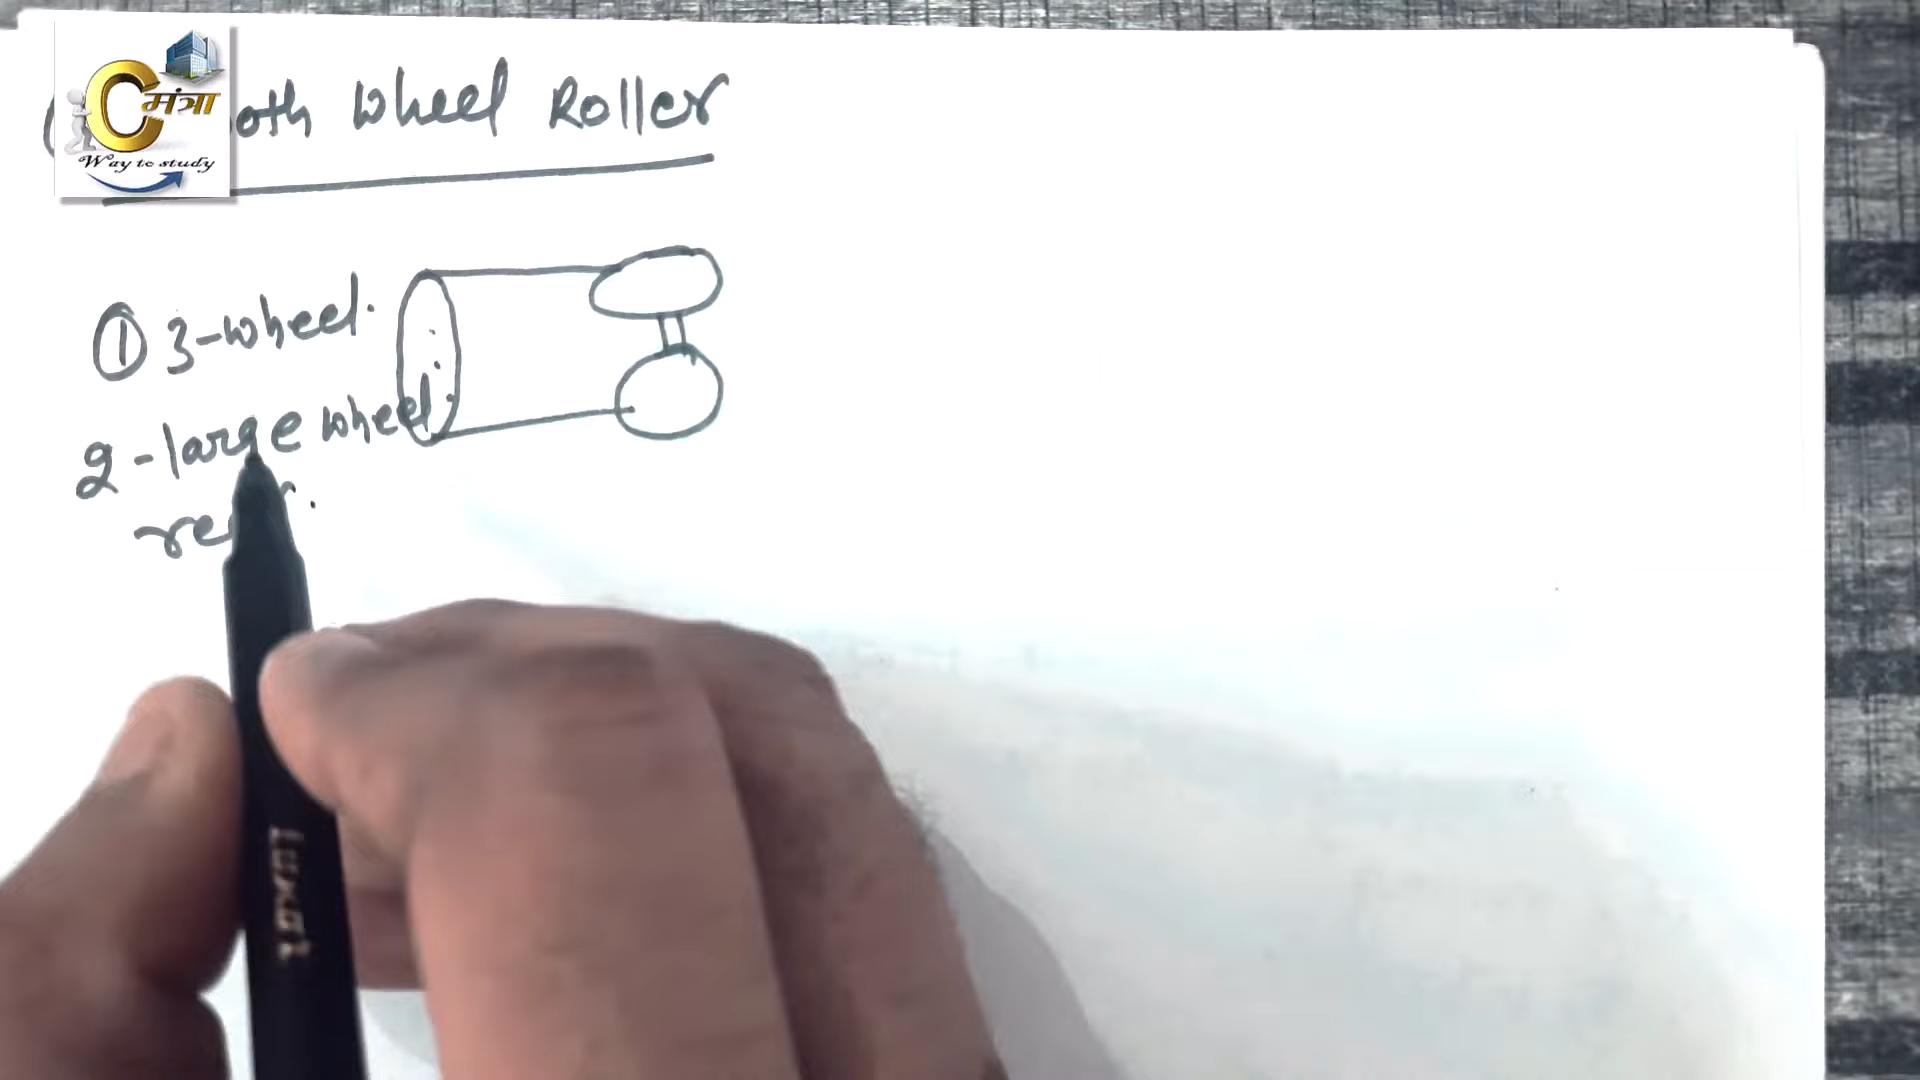 oth wheel Roller
C मंत्रा
Way to study
① 3-wheel.
2-large wheel.
Luxor